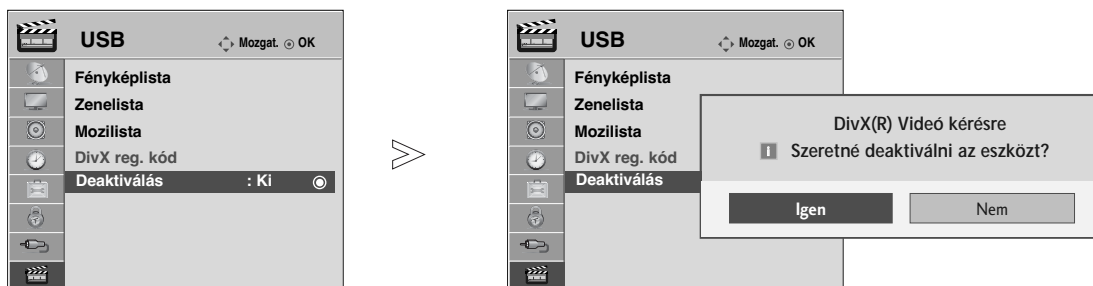 USB
Mozgat. OK
Fényképlista
Zenelista
Mozilista
DivX reg. kód
Deaktiválás : Ki
USB
Mozgat. OK
Fényképlista
Zenelista
Mozilista
DivX reg. kód
Deaktiválás
DivX(R) Videó kérésre
Szeretné deaktiválni az eszközt?
Igen Nem